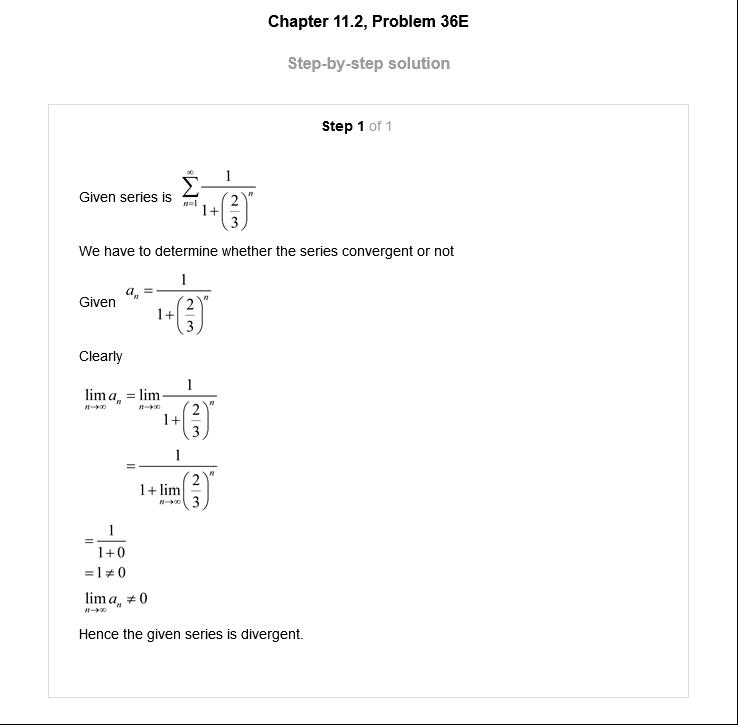 Chapter 11.2, Problem 36E
Step-by-step solution
Step 1 of 1
Given series is $\sum_{n=1}^{\infty} \frac{1}{1+\left(\frac{2}{3}\right)^n}$
We have to determine whether the series convergent or not
Given $a_n = \frac{1}{1+\left(\frac{2}{3}\right)^n}$
Clearly
$\lim_{n \to \infty} a_n = \lim_{n \to \infty} \frac{1}{1+\left(\frac{2}{3}\right)^n}$
$= \frac{1}{1+\lim_{n \to \infty}\left(\frac{2}{3}\right)^n}$
$= \frac{1}{1+0}$
$= 1 \neq 0$
$\lim_{n \to \infty} a_n \neq 0$
Hence the given series is divergent.